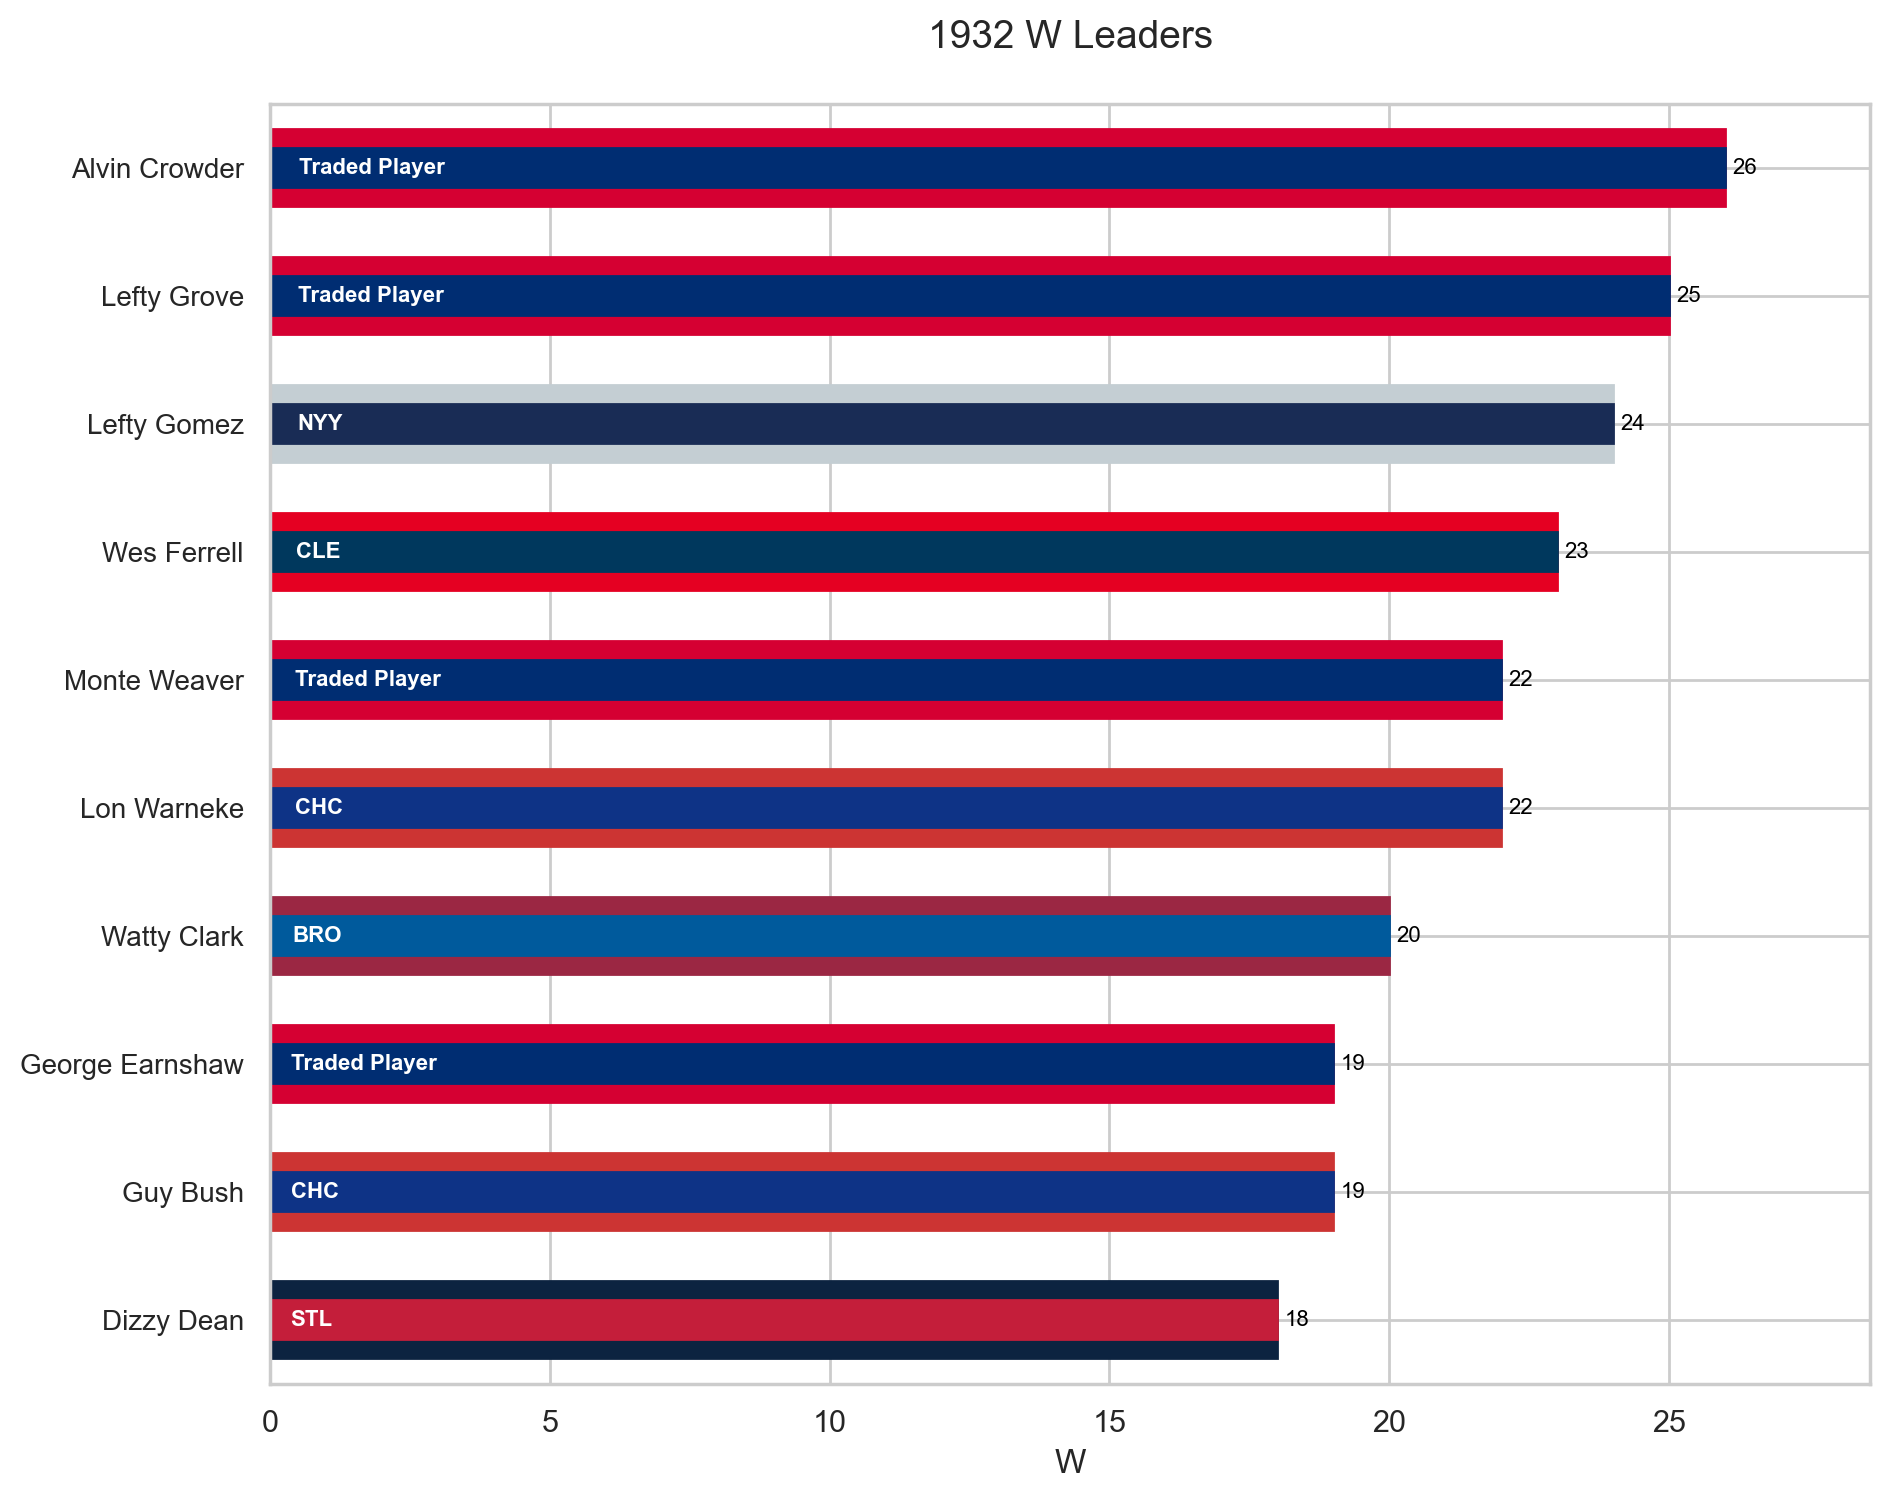 1932 W Leaders
Alvin Crowder Traded Player 26
Lefty Grove Traded Player 25
Lefty Gomez NYY 24
Wes Ferrell CLE 23
Monte Weaver Traded Player 22
Lon Warneke CHC 22
Watty Clark BRO 20
George Earnshaw Traded Player 19
Guy Bush CHC 19
Dizzy Dean STL 18
0 5 10 15 20 25
W